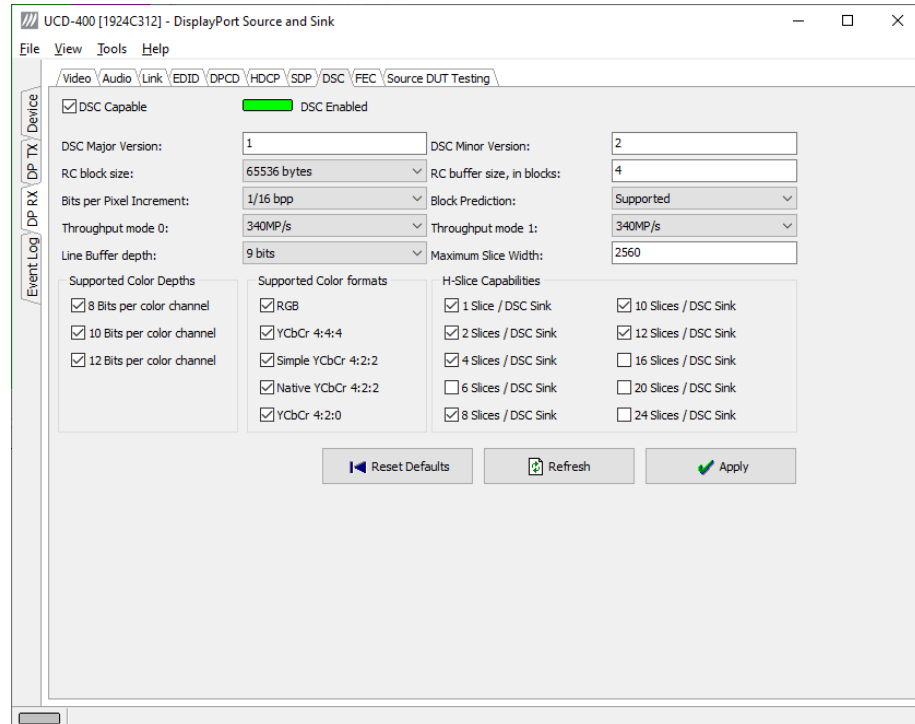 UCD-400 [1924C312] - DisplayPort Source and Sink
File View Tools Help
Video Audio Link EDID DPCD HDCP SDP DSC FEC Source DUT Testing
Device
DP TX
DP RX
Event Log
DSC Capable DSC Enabled
DSC Major Version: 1 DSC Minor Version: 2
RC block size: 65536 bytes RC buffer size, in blocks: 4
Bits per Pixel Increment: 1/16 bpp Block Prediction: Supported
Throughput mode 0: 340MP/s Throughput mode 1: 340MP/s
Line Buffer depth: 9 bits Maximum Slice Width: 2560
Supported Color Depths
8 Bits per color channel
10 Bits per color channel
12 Bits per color channel
Supported Color formats
RGB
YCbCr 4:4:4
Simple YCbCr 4:2:2
Native YCbCr 4:2:2
YCbCr 4:2:0
H-Slice Capabilities
1 Slice / DSC Sink 10 Slices / DSC Sink
2 Slices / DSC Sink 12 Slices / DSC Sink
4 Slices / DSC Sink 16 Slices / DSC Sink
6 Slices / DSC Sink 20 Slices / DSC Sink
8 Slices / DSC Sink 24 Slices / DSC Sink
Reset Defaults Refresh Apply